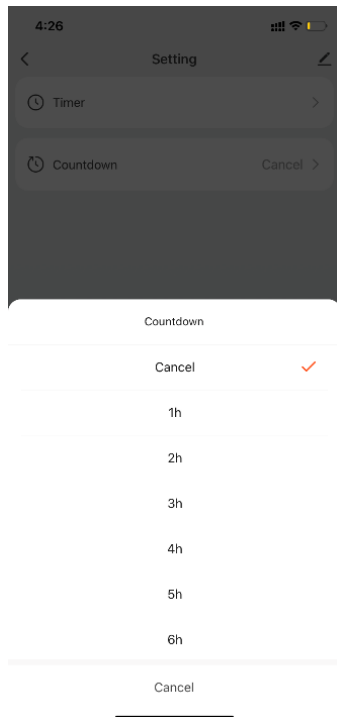 4:26
Setting
Timer
Countdown Cancel
Countdown
Cancel
1h
2h
3h
4h
5h
6h
Cancel